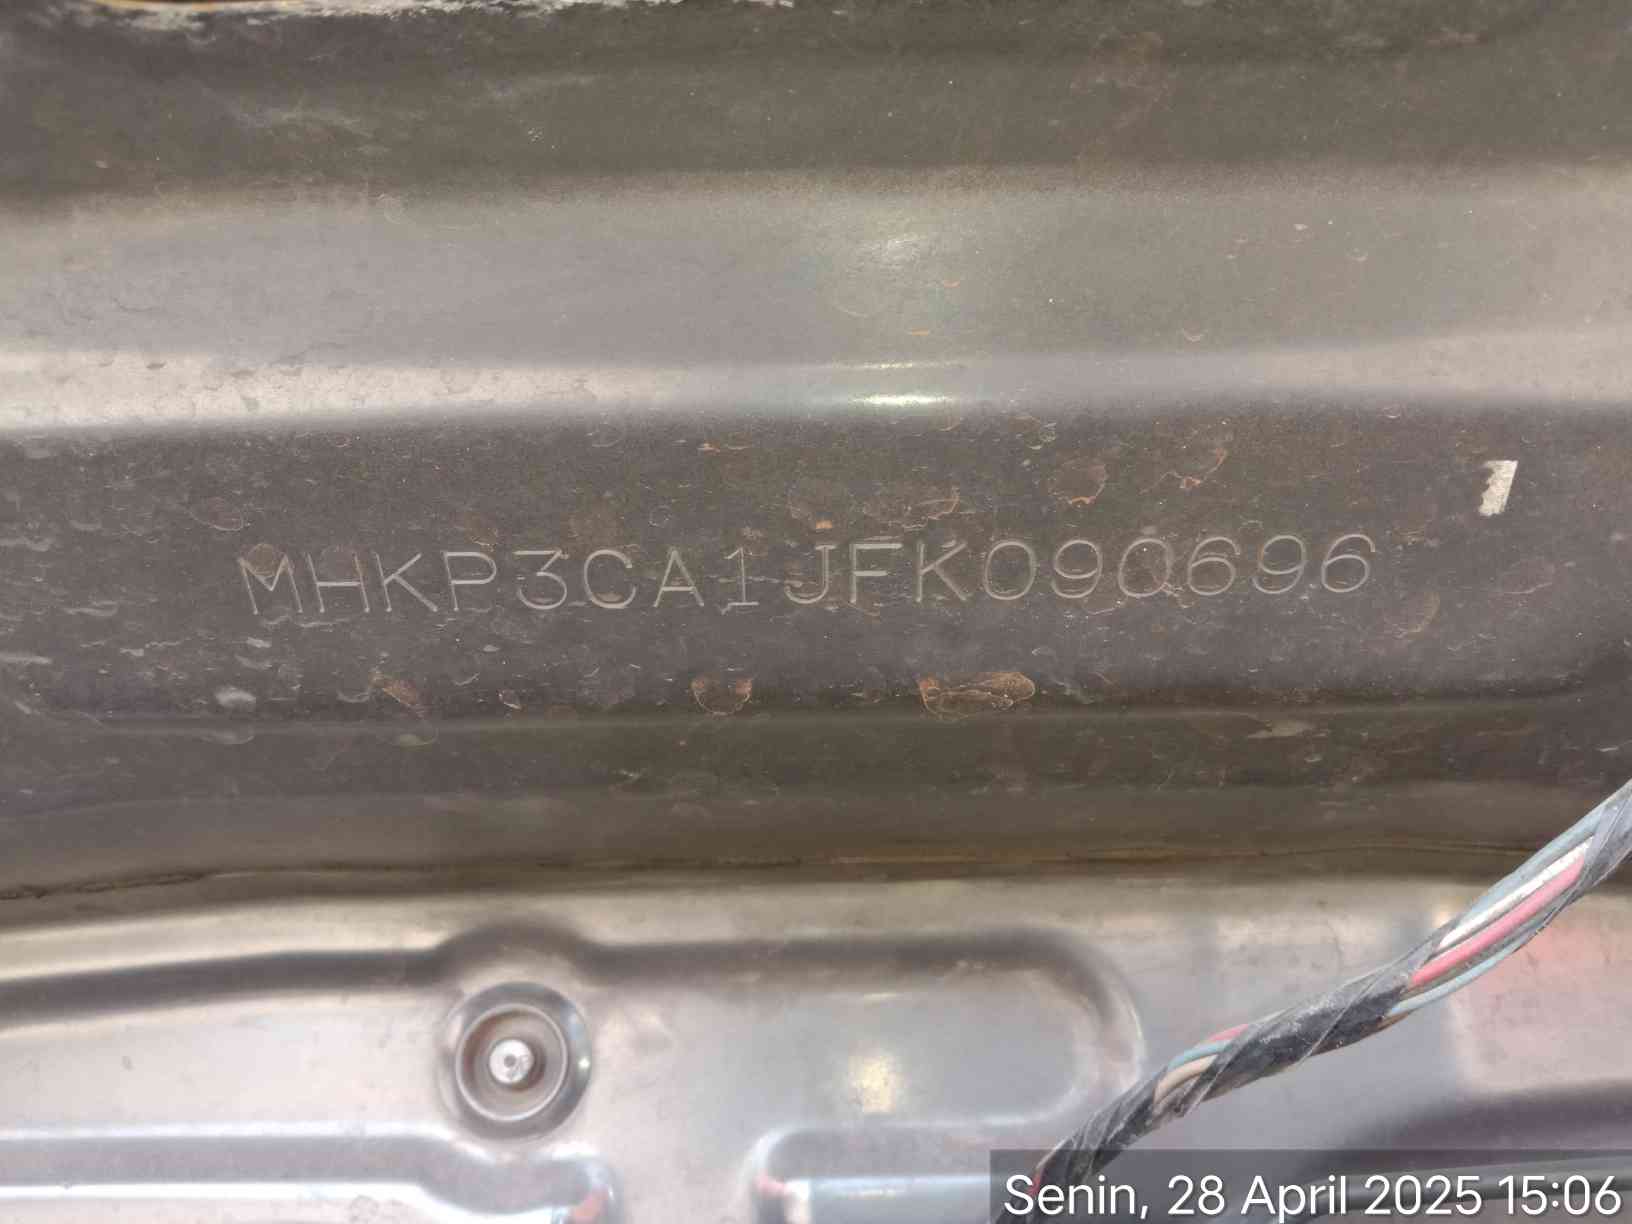 MHKP3CA1JFK090696
Senin, 28 April 2025 15:06